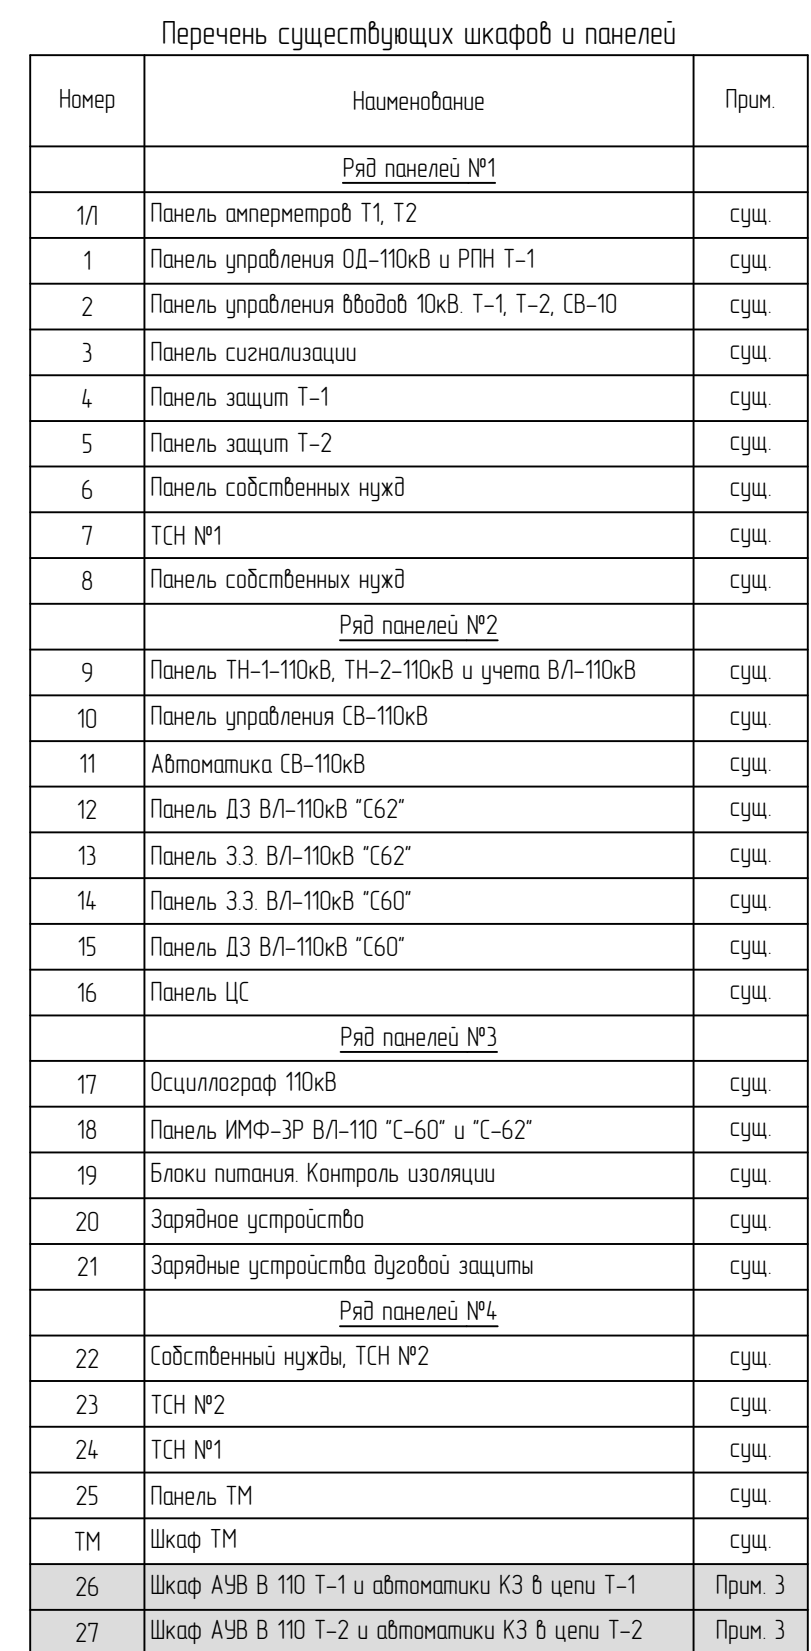 Перечень существующих шкафов и панелей
Номер Наименование Прим.
Ряд панелей №1
1Л Панель амперметров Т1, Т2 сущ.
1 Панель управления ОД-110кВ и РПН Т-1 сущ.
2 Панель управления вводов 10кВ. Т-1, Т-2, СВ-10 сущ.
3 Панель сигнализации сущ.
4 Панель защит Т-1 сущ.
5 Панель защит Т-2 сущ.
6 Панель собственных нужд сущ.
7 ТСН №1 сущ.
8 Панель собственных нужд сущ.
Ряд панелей №2
9 Панель ТН-1-110кВ, ТН-2-110кВ и учета ВЛ-110кВ сущ.
10 Панель управления СВ-110кВ сущ.
11 Автоматика СВ-110кВ сущ.
12 Панель ДЗ ВЛ-110кВ "С62" сущ.
13 Панель З.З. ВЛ-110кВ "С62" сущ.
14 Панель З.З. ВЛ-110кВ "С60" сущ.
15 Панель ДЗ ВЛ-110кВ "С60" сущ.
16 Панель ЦС сущ.
Ряд панелей №3
17 Осциллограф 110кВ сущ.
18 Панель ИМФ-3Р ВЛ-110 "С-60" и "С-62" сущ.
19 Блоки питания. Контроль изоляции сущ.
20 Зарядное устройство сущ.
21 Зарядные устройства дуговой защиты сущ.
Ряд панелей №4
22 Собственный нужды, ТСН №2 сущ.
23 ТСН №2 сущ.
24 ТСН №1 сущ.
25 Панель ТМ сущ.
ТМ Шкаф ТМ сущ.
26 Шкаф АУВ В 110 Т-1 и автоматики КЗ в цепи Т-1 Прим. 3
27 Шкаф АУВ В 110 Т-2 и автоматики КЗ в цепи Т-2 Прим. 3